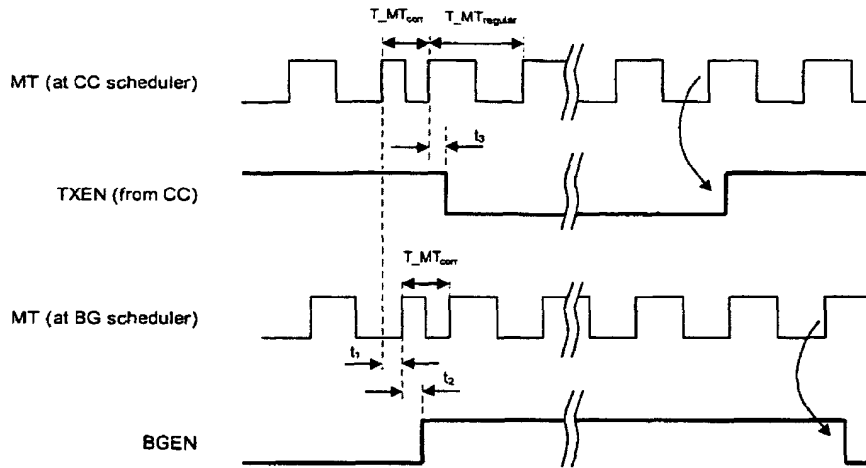 T_MTcorr
T_MTregular
MT (at CC scheduler)
t3
TXEN (from CC)
T_MTcorr
MT (at BG scheduler)
t1
t2
BGEN